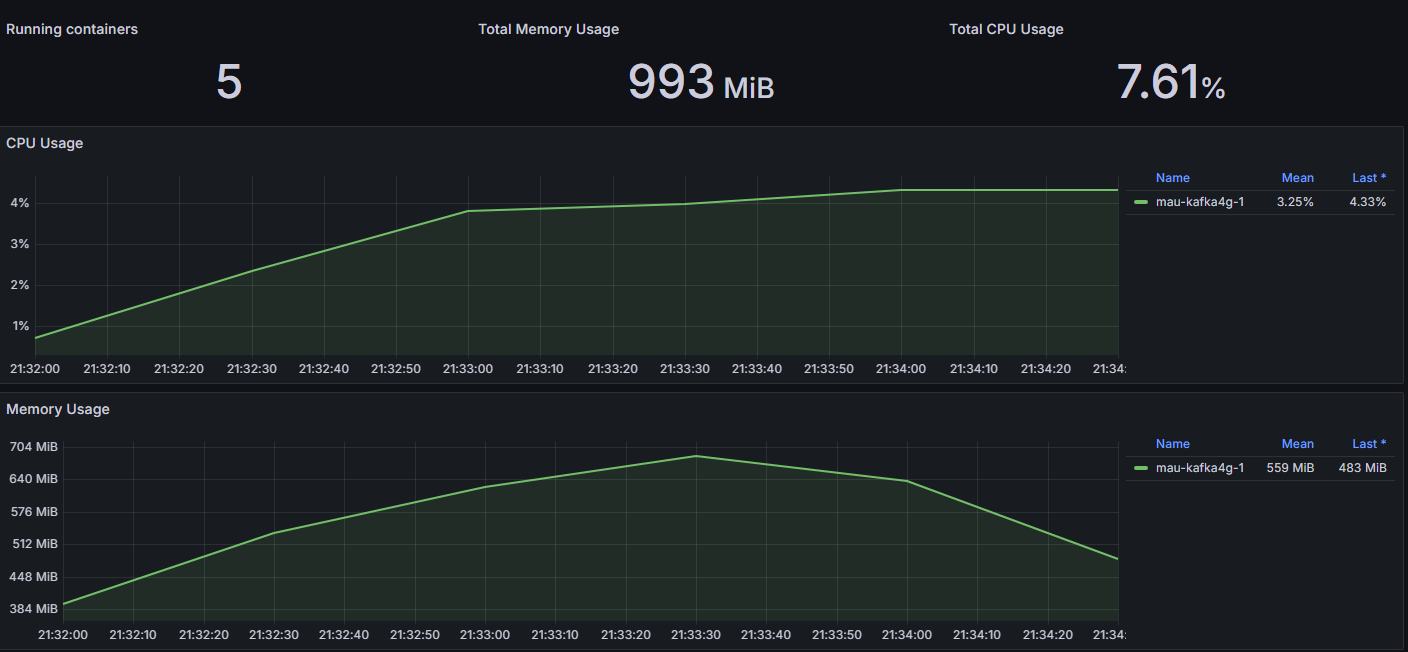 Running containers
Total Memory Usage
Total CPU Usage
5
993 MiB
7.61%
CPU Usage
Name Mean Last *
mau-kafka4g-1 3.25% 4.33%
4%
3%
2%
1%
21:32:00 21:32:10 21:32:20 21:32:30 21:32:40 21:32:50 21:33:00 21:33:10 21:33:20 21:33:30 21:33:40 21:33:50 21:34:00 21:34:10 21:34:20 21:34:
Memory Usage
Name Mean Last *
mau-kafka4g-1 559 MiB 483 MiB
704 MiB
640 MiB
576 MiB
512 MiB
448 MiB
384 MiB
21:32:00 21:32:10 21:32:20 21:32:30 21:32:40 21:32:50 21:33:00 21:33:10 21:33:20 21:33:30 21:33:40 21:33:50 21:34:00 21:34:10 21:34:20 21:34: